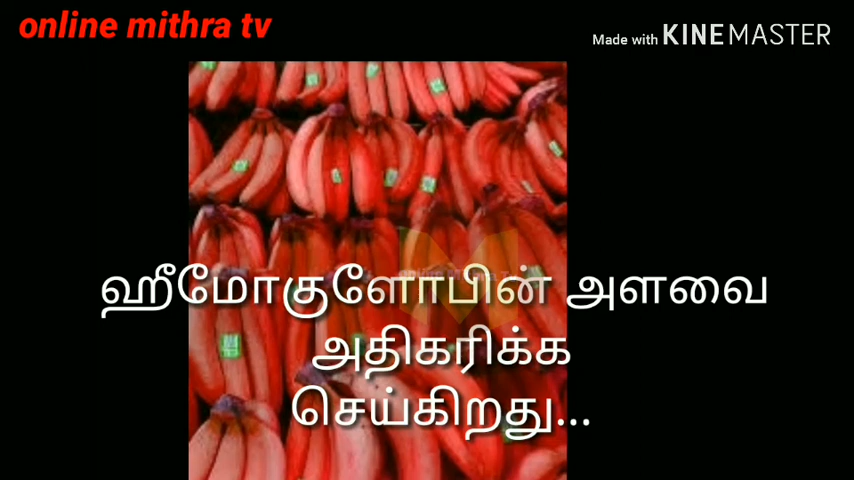 online mithra tv
Made with KINEMASTER
ஹீமோகுளோபின் அளவை
அதிகரிக்க
செய்கிறது...